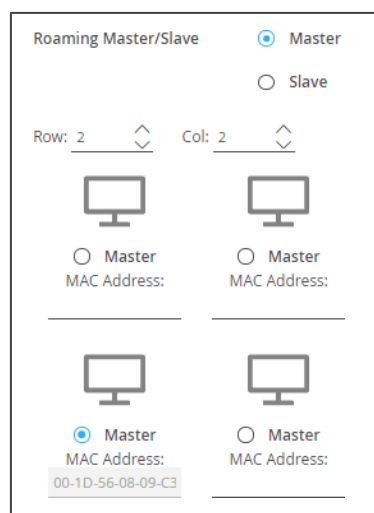 Roaming Master/Slave Master
Slave
Row: 2 Col: 2
Master Master
MAC Address: MAC Address:
Master Master
MAC Address: MAC Address:
00-1D-56-08-09-C3